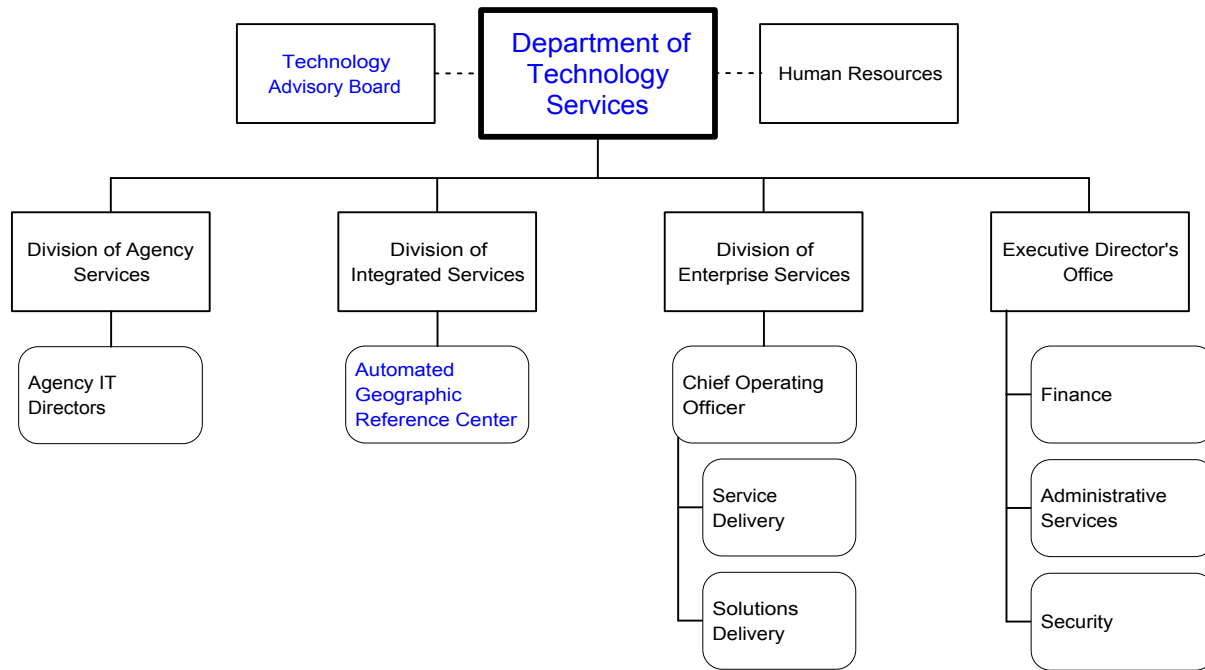 Department of
Technology
Services
Technology
Advisory Board
Human Resources
Division of Agency
Services
Division of
Integrated Services
Division of
Enterprise Services
Executive Director's
Office
Agency IT
Directors
Automated
Geographic
Reference Center
Chief Operating
Officer
Finance
Service
Delivery
Administrative
Services
Solutions
Delivery
Security